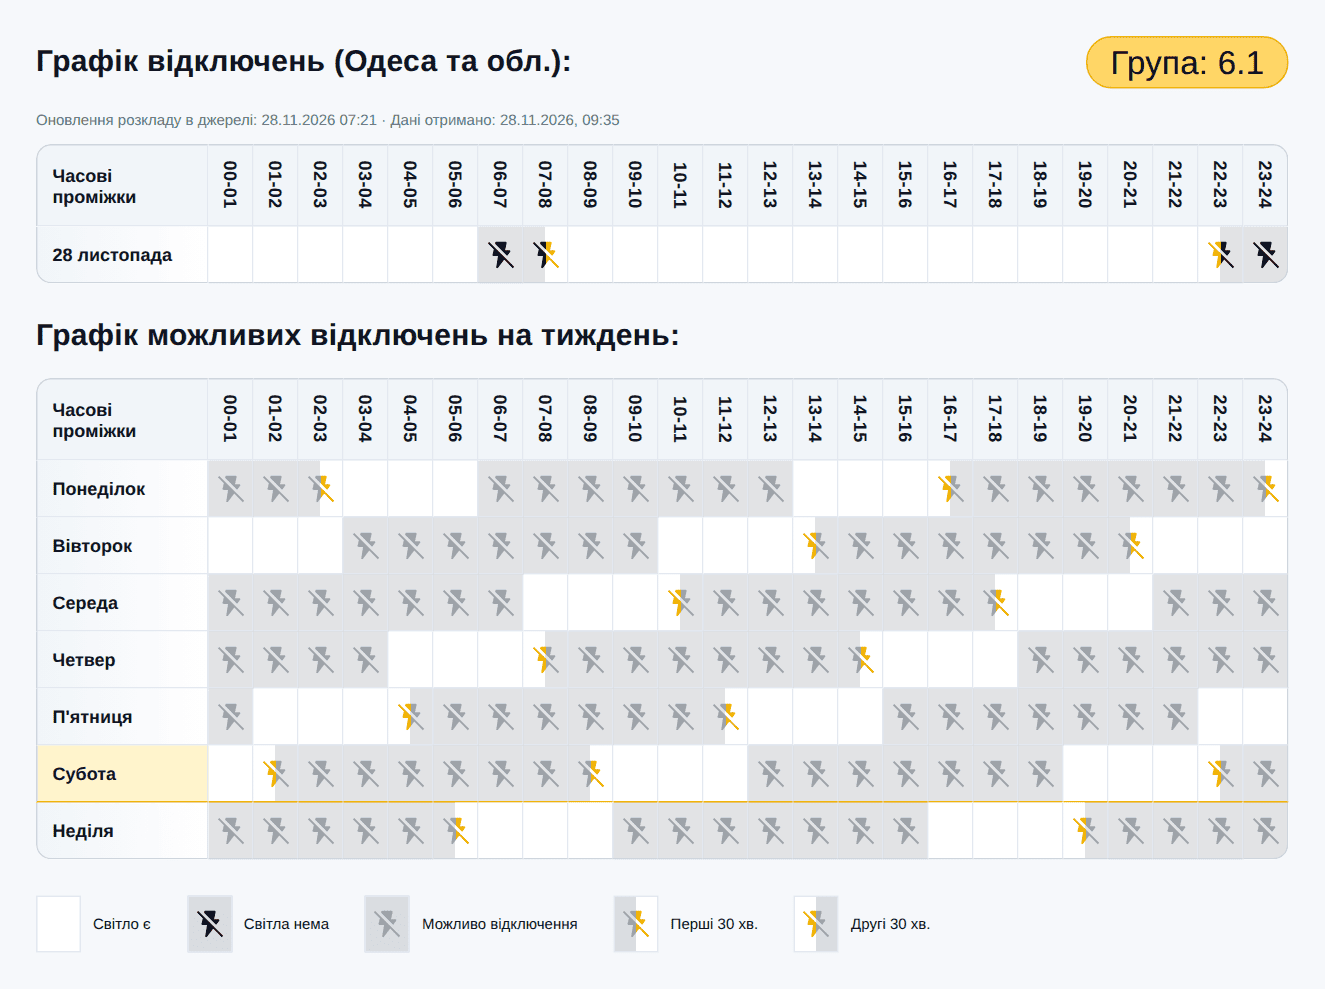 Графік відключень (Одеса та обл.):
Група: 6.1
Оновлення розкладу в джерелі: 28.11.2026 07:21 · Дані отримано: 28.11.2026, 09:35
Часові
проміжки
00-01 01-02 02-03 03-04 04-05 05-06 06-07 07-08 08-09 09-10 10-11 11-12 12-13 13-14 14-15 15-16 16-17 17-18 18-19 19-20 20-21 21-22 22-23 23-24
28 листопада
Графік можливих відключень на тиждень:
Часові
проміжки
00-01 01-02 02-03 03-04 04-05 05-06 06-07 07-08 08-09 09-10 10-11 11-12 12-13 13-14 14-15 15-16 16-17 17-18 18-19 19-20 20-21 21-22 22-23 23-24
Понеділок
Вівторок
Середа
Четвер
П'ятниця
Субота
Неділя
Світло є
Світла нема
Можливо відключення
Перші 30 хв.
Другі 30 хв.